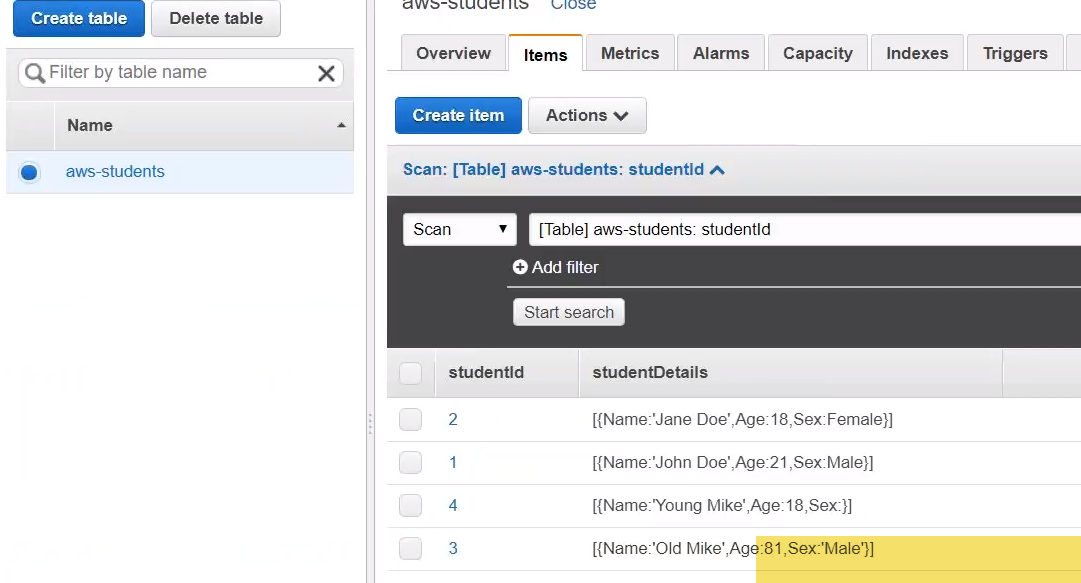 Create table
Delete table
Filter by table name
Name
aws-students
aws-students Close
Overview Items Metrics Alarms Capacity Indexes Triggers
Create item
Actions
Scan: [Table] aws-students: studentId
Scan
[Table] aws-students: studentId
Add filter
Start search
studentId studentDetails
2 [{Name:'Jane Doe',Age:18,Sex:Female}]
1 [{Name:'John Doe',Age:21,Sex:Male}]
4 [{Name:'Young Mike',Age:18,Sex:}]
3 [{Name:'Old Mike',Age:81,Sex:'Male'}]